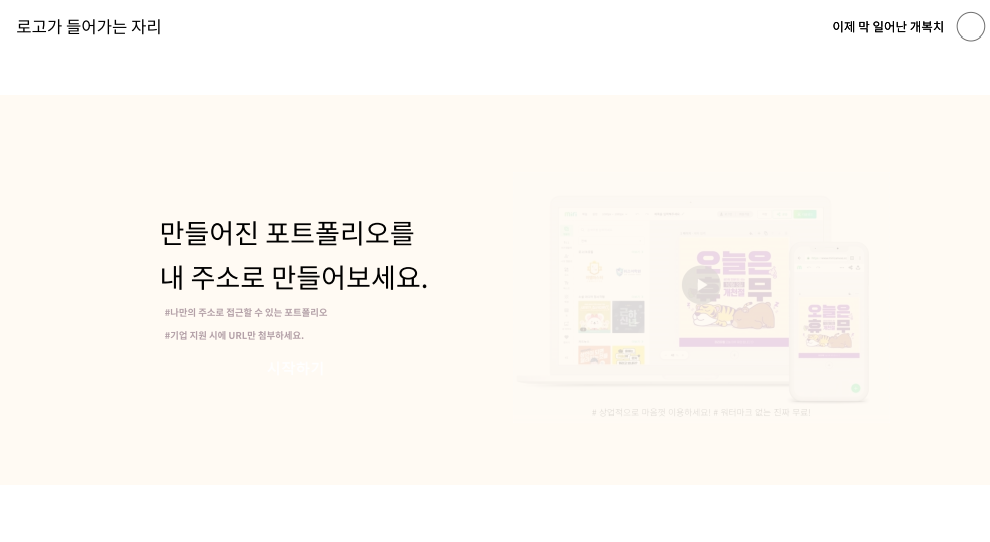 로고가 들어가는 자리
이제 막 일어난 개복치
만들어진 포트폴리오를
내 주소로 만들어보세요.
#나만의 주소로 접근할 수 있는 포트폴리오
#기업 지원 시에 URL만 첨부하세요.
시작하기
오늘은
휴무
오늘은
휴무
# 상업적으로 마음껏 이용하세요! # 워터마크 없는 진짜 무료!